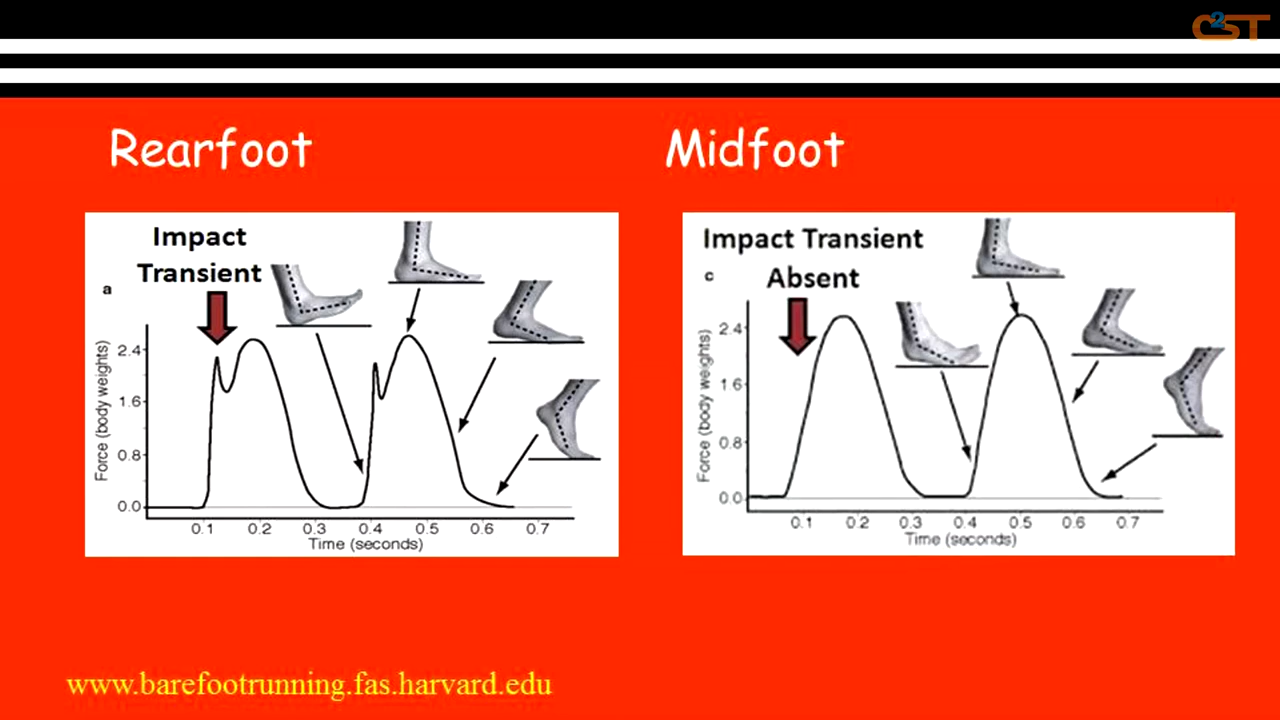 C2ST
Rearfoot
Midfoot
Impact
Transient
a
Force (body weights)
2.4
1.6
0.8
0.0
0.1 0.2 0.3 0.4 0.5 0.6 0.7
Time (seconds)
Impact Transient
Absent
c
Force (body weights)
2.4
1.6
0.8
0.0
0.1 0.2 0.3 0.4 0.5 0.6 0.7
Time (seconds)
www.barefootrunning.fas.harvard.edu